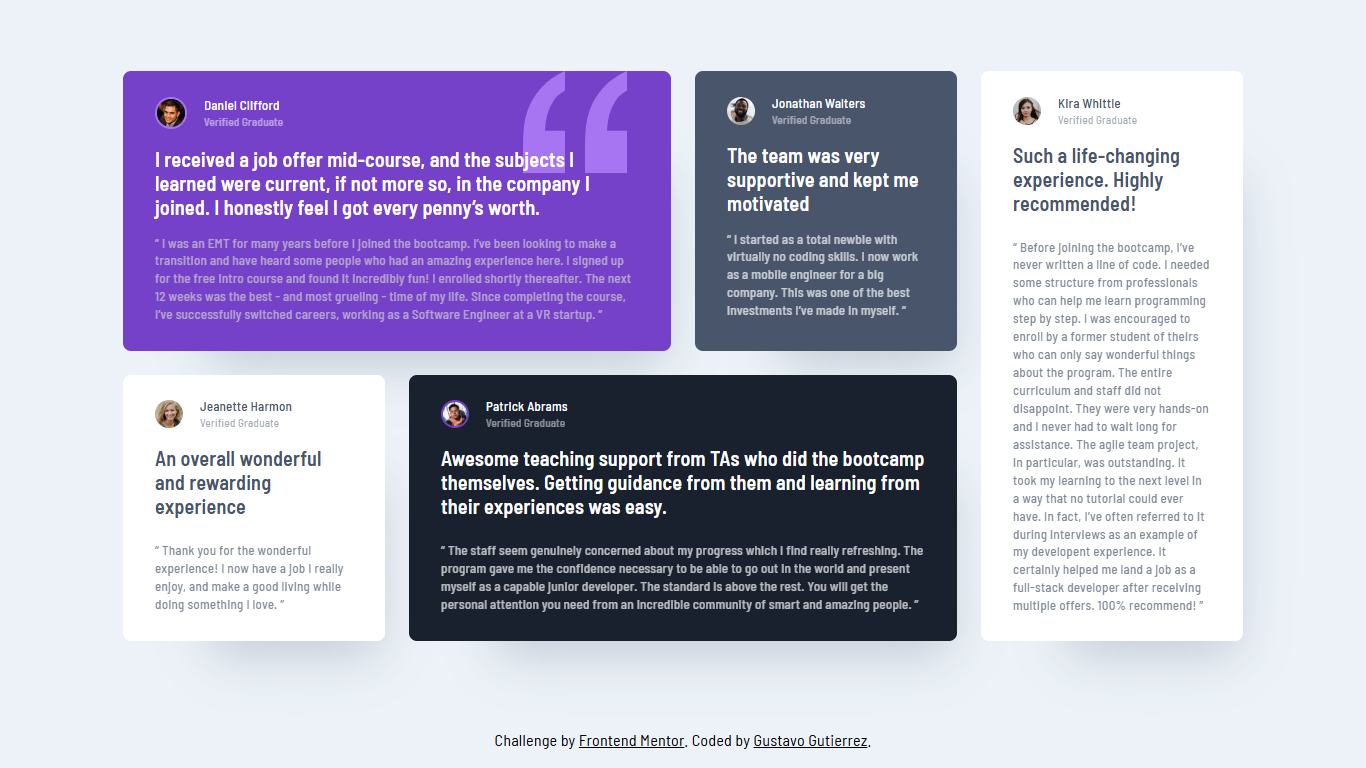 Daniel Clifford
Verified Graduate
I received a job offer mid-course, and the subjects I
learned were current, if not more so, in the company I
joined. I honestly feel I got every penny’s worth.
“ I was an EMT for many years before I joined the bootcamp. I’ve been looking to make a
transition and have heard some people who had an amazing experience here. I signed up
for the free intro course and found it incredibly fun! I enrolled shortly thereafter. The next
12 weeks was the best - and most grueling - time of my life. Since completing the course,
I’ve successfully switched careers, working as a Software Engineer at a VR startup. ”
Jonathan Walters
Verified Graduate
The team was very
supportive and kept me
motivated
“ I started as a total newbie with
virtually no coding skills. I now work
as a mobile engineer for a big
company. This was one of the best
investments I’ve made in myself. ”
Kira Whittle
Verified Graduate
Such a life-changing
experience. Highly
recommended!
“ Before joining the bootcamp, I’ve
never written a line of code. I needed
some structure from professionals
who can help me learn programming
step by step. I was encouraged to
enroll by a former student of theirs
who can only say wonderful things
about the program. The entire
curriculum and staff did not
disappoint. They were very hands-on
and I never had to wait long for
assistance. The agile team project,
in particular, was outstanding. It
took my learning to the next level in
a way that no tutorial could ever
have. In fact, I’ve often referred to it
during interviews as an example of
my developent experience. It
certainly helped me land a job as a
full-stack developer after receiving
multiple offers. 100% recommend! ”
Jeanette Harmon
Verified Graduate
An overall wonderful
and rewarding
experience
“ Thank you for the wonderful
experience! I now have a job I really
enjoy, and make a good living while
doing something I love. ”
Patrick Abrams
Verified Graduate
Awesome teaching support from TAs who did the bootcamp
themselves. Getting guidance from them and learning from
their experiences was easy.
“ The staff seem genuinely concerned about my progress which I find really refreshing. The
program gave me the confidence necessary to be able to go out in the world and present
myself as a capable junior developer. The standard is above the rest. You will get the
personal attention you need from an incredible community of smart and amazing people. ”
Challenge by Frontend Mentor. Coded by Gustavo Gutierrez.